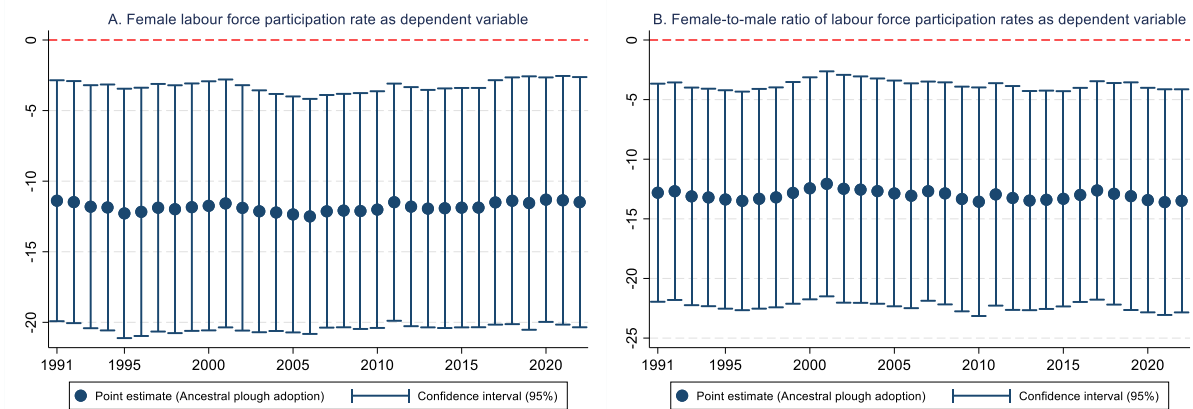 A. Female labour force participation rate as dependent variable
0
-5
-10
-15
-20
1991 1995 2000 2005 2010 2015 2020
Point estimate (Ancestral plough adoption) Confidence interval (95%)
B. Female-to-male ratio of labour force participation rates as dependent variable
0
-5
-10
-15
-20
-25
1991 1995 2000 2005 2010 2015 2020
Point estimate (Ancestral plough adoption) Confidence interval (95%)